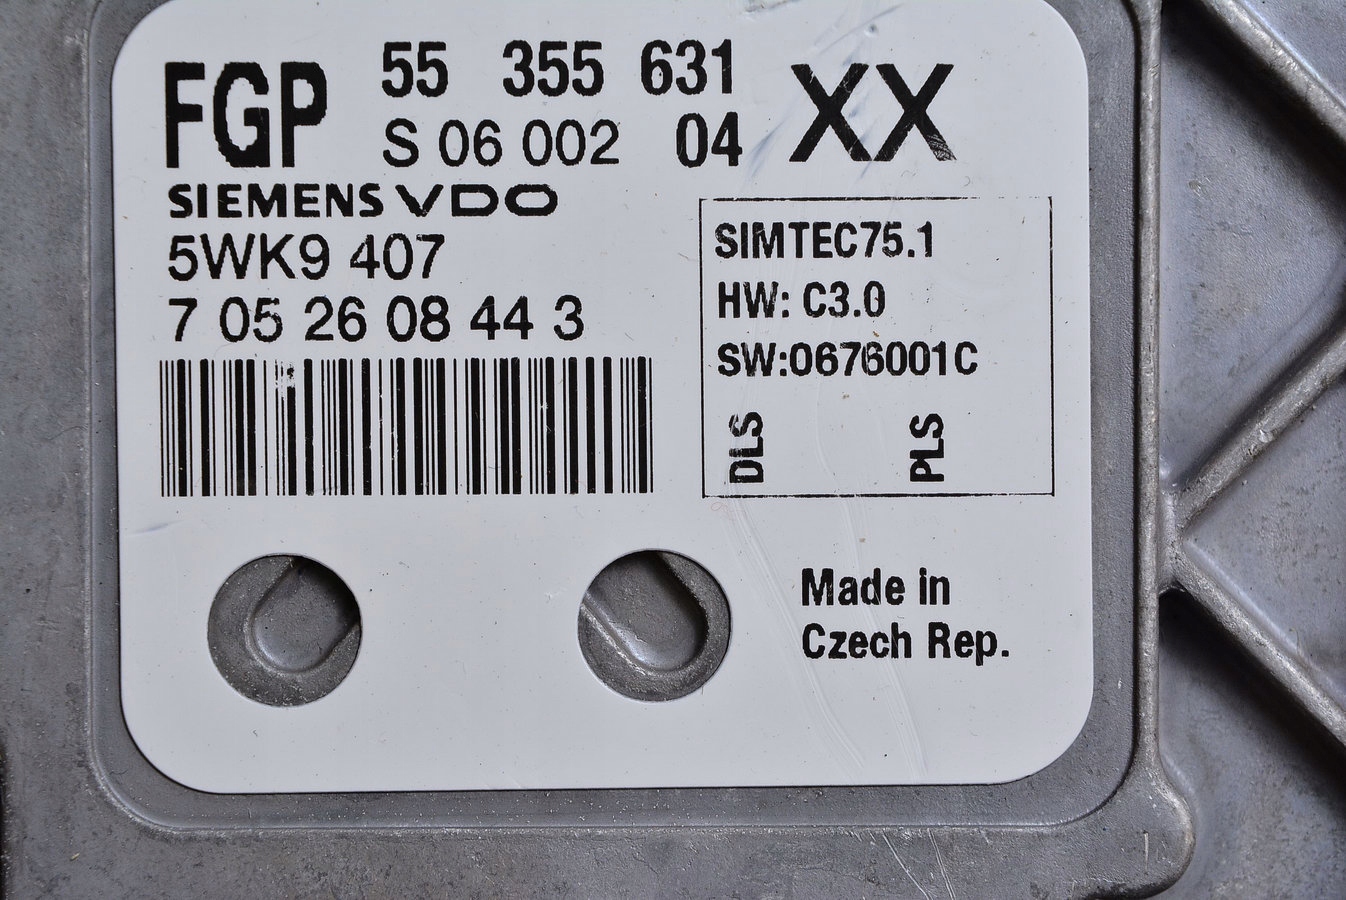 FGP 55 355 631 XX
S 06 002 04
SIEMENS VDO
5WK9 407
7 05 26 08 44 3
SIMTEC75.1
HW: C3.0
SW:0676001C
DLS PLS
Made in
Czech Rep.